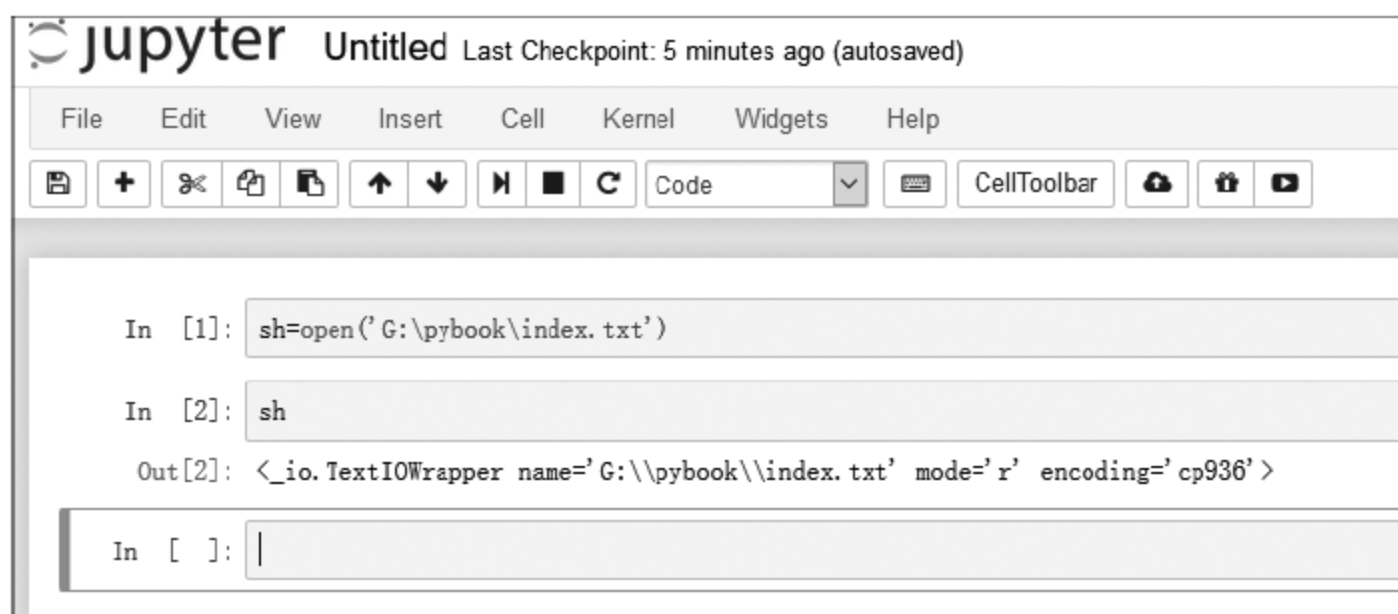 jupyter Untitled Last Checkpoint: 5 minutes ago (autosaved)
File Edit View Insert Cell Kernel Widgets Help
Code CellToolbar
In [1]: sh=open('G:\pybook\index.txt')
In [2]: sh
Out[2]: <_io.TextIOWrapper name='G:\\pybook\\index.txt' mode='r' encoding='cp936'>
In [ ]: